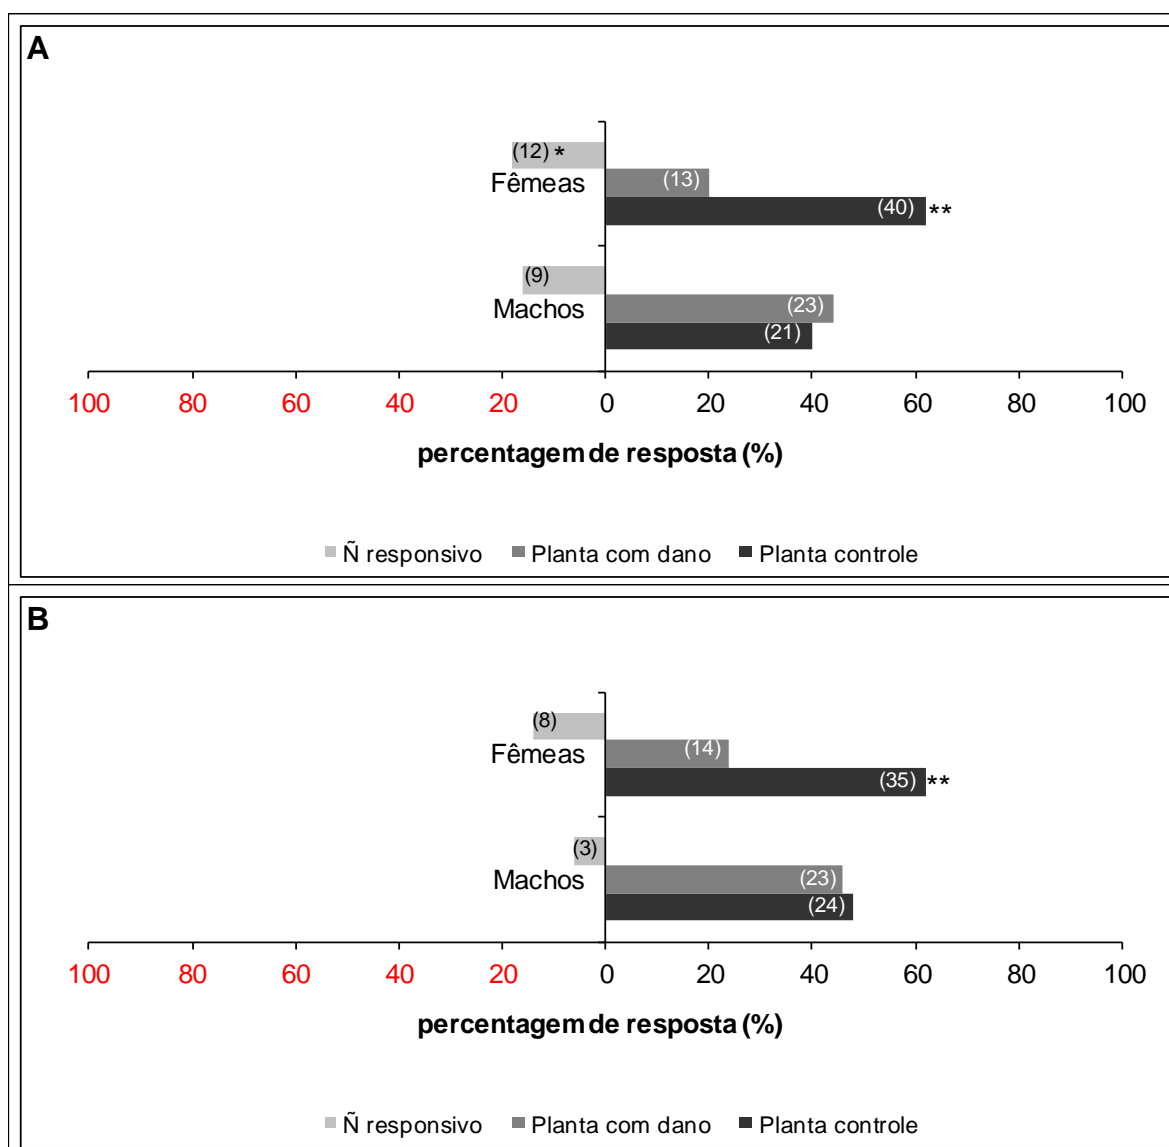 A
(12) *
Fêmeas
(13)
(40) **
(9)
Machos
(23)
(21)
100 80 60 40 20 0 20 40 60 80 100
percentagem de resposta (%)
Ñ responsivo Planta com dano Planta controle
B
(8)
Fêmeas
(14)
(35) **
(3)
Machos
(23)
(24)
100 80 60 40 20 0 20 40 60 80 100
percentagem de resposta (%)
Ñ responsivo Planta com dano Planta controle